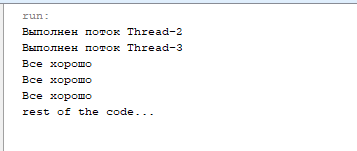 run:
Выполнен поток Thread-2
Выполнен поток Thread-3
Все хорошо
Все хорошо
Все хорошо
rest of the code...